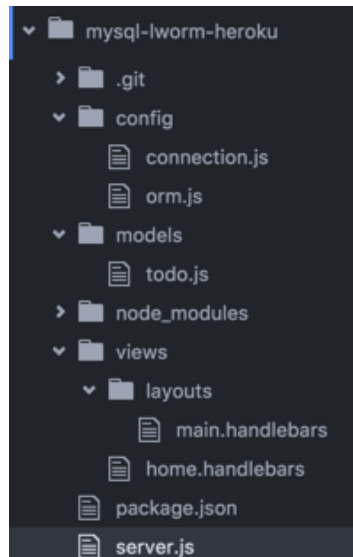 mysql-lworm-heroku
.git
config
connection.js
orm.js
models
todo.js
node_modules
views
layouts
main.handlebars
home.handlebars
package.json
server.js